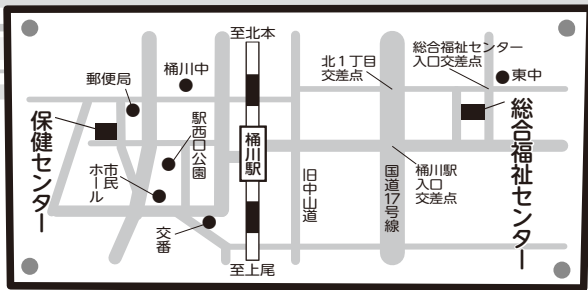 至北本
郵便局
桶川中
北1丁目
交差点
総合福祉センター
入口交差点
東中
保健センター
駅西口公園
桶川駅
総合福祉センター
市民
ホール
旧中山道
国道17号線
桶川駅
入口
交差点
交番
至上尾